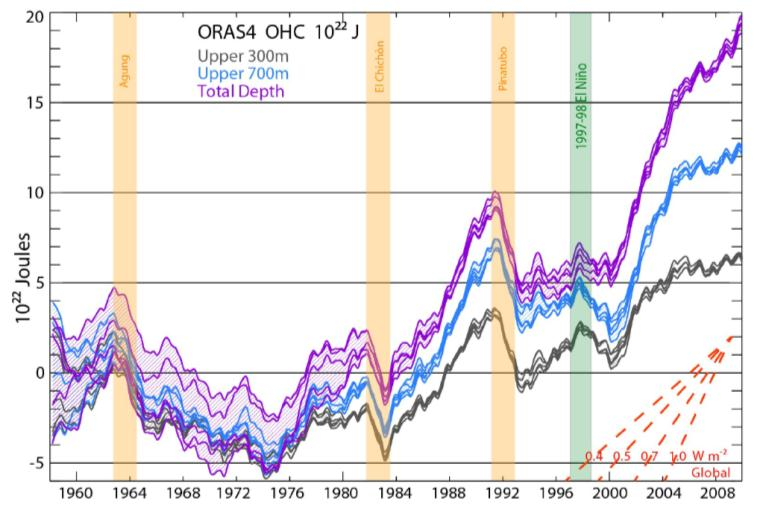 ORAS4 OHC 10²² J
Upper 300m
Upper 700m
Total Depth
Agung
El Chichòn
Pinatubo
1997-98 El Niño
10²² Joules
20
15
10
5
0
-5
0.4 0.5 0.7 1.0 W m⁻²
Global
1960 1964 1968 1972 1976 1980 1984 1988 1992 1996 2000 2004 2008